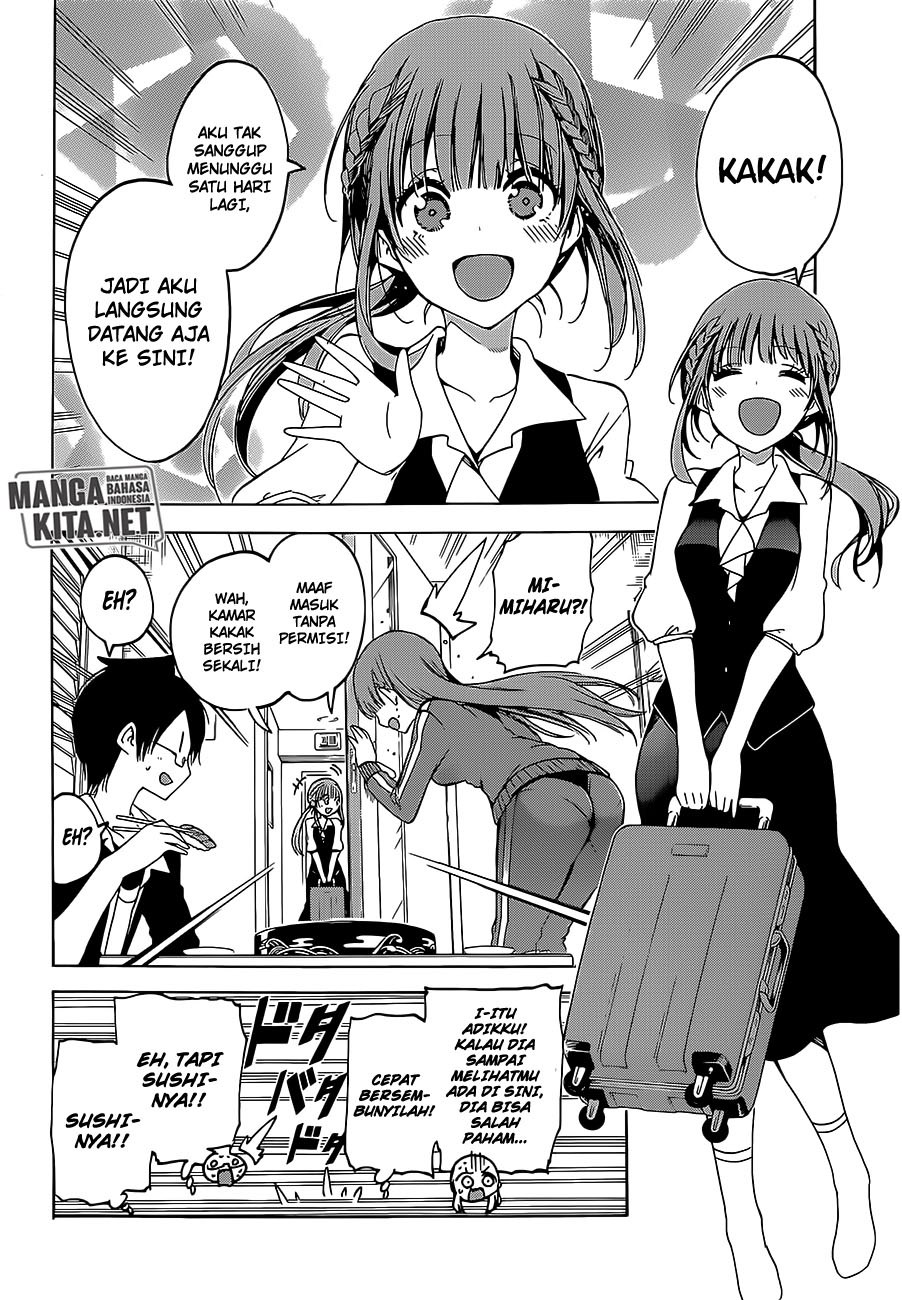 KAKAK!
AKU TAK
SANGGUP
MENUNGGU
SATU HARI
LAGI,
JADI AKU
LANGSUNG
DATANG AJA
KE SINI!
MANGA
KITA.NET
BACA MANGA
BAHASA
INDONESIA
MI-
MIHARU?!
MAAF
MASUK
TANPA
PERMISI!
WAH,
KAMAR
KAKAK
BERSIH
SEKALI!
EH?
EH?
I-ITU
ADIKKU!
KALAU DIA
SAMPAI
MELIHATMU
ADA DI SINI,
DIA BISA
SALAH
PAHAM...
CEPAT
BERSEM-
BUNYILAH!
ドタ
バタ
ドタ
EH, TAPI
SUSHI-
NYA!!
SUSHI-
NYA!!